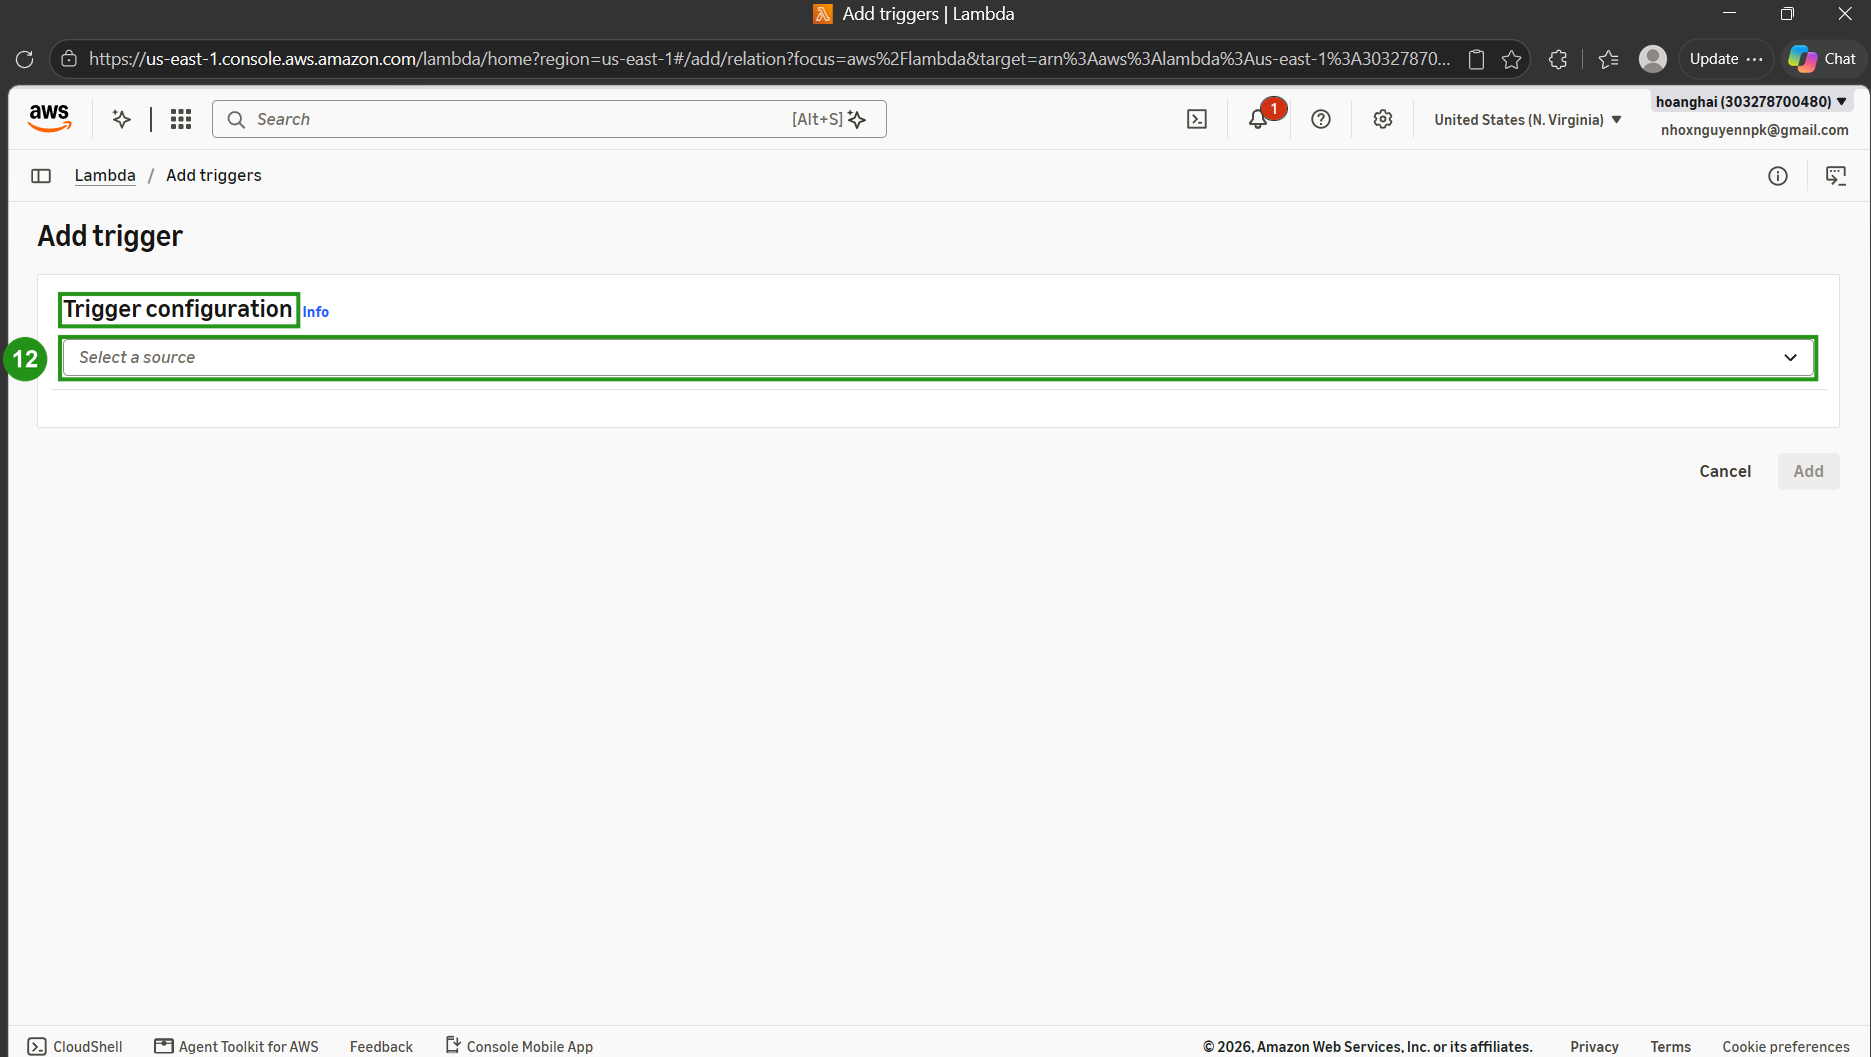 Add triggers | Lambda
https://us-east-1.console.aws.amazon.com/lambda/home?region=us-east-1#/add/relation?focus=aws%2Flambda&target=arn%3Aaws%3Alambda%3Aus-east-1%3A30327870...
Update
Chat
aws
Search
[Alt+S]
1
United States (N. Virginia)
hoanghai (303278700480)
nhoxnguyennpk@gmail.com
Lambda / Add triggers
Add trigger
Trigger configuration Info
12
Select a source
Cancel
Add
CloudShell
Agent Toolkit for AWS
Feedback
Console Mobile App
© 2026, Amazon Web Services, Inc. or its affiliates.
Privacy
Terms
Cookie preferences